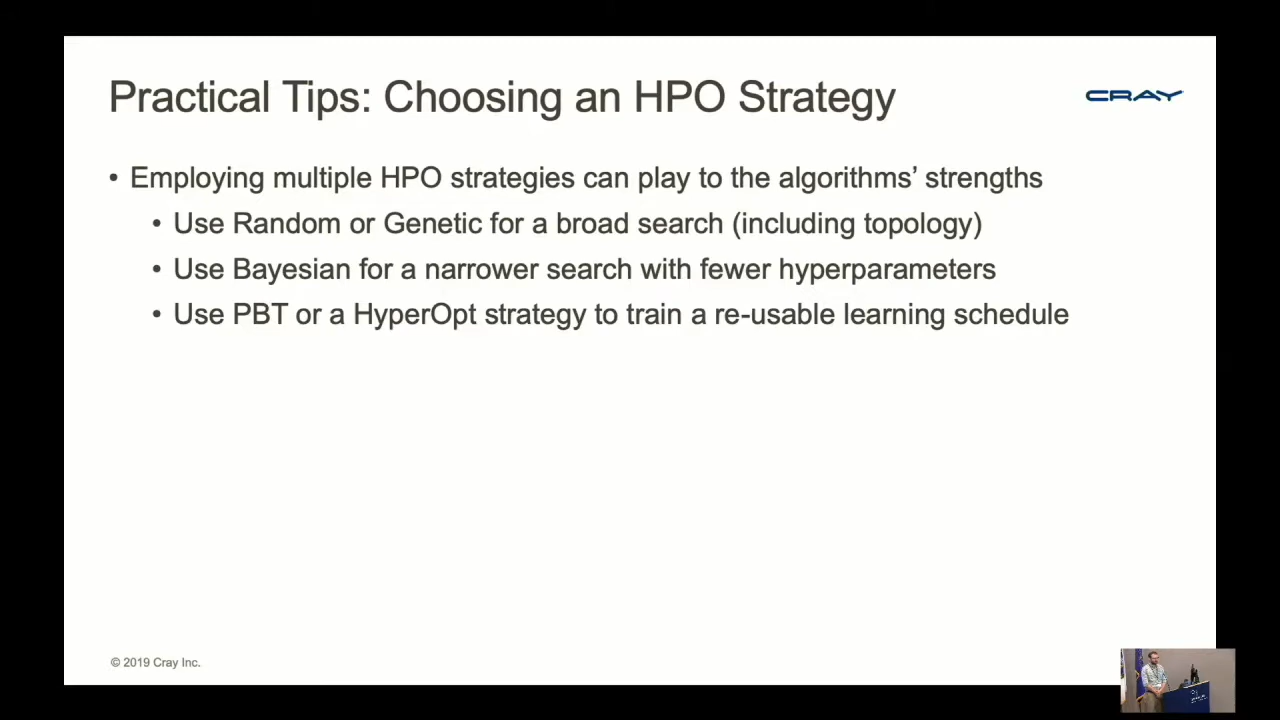 Practical Tips: Choosing an HPO Strategy
CRAY
• Employing multiple HPO strategies can play to the algorithms’ strengths
• Use Random or Genetic for a broad search (including topology)
• Use Bayesian for a narrower search with fewer hyperparameters
• Use PBT or a HyperOpt strategy to train a re-usable learning schedule
© 2019 Cray Inc.